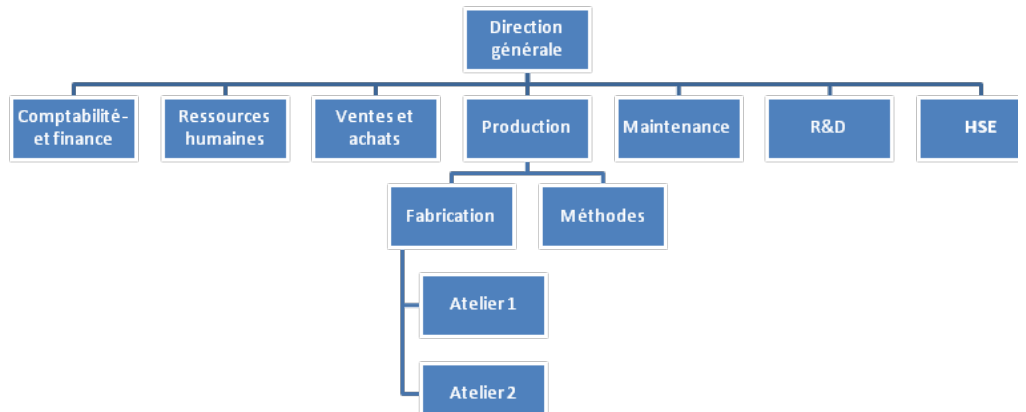 Direction
générale
Comptabilité-
et finance
Ressources
humaines
Ventes et
achats
Production
Maintenance
R&D
HSE
Fabrication
Méthodes
Atelier 1
Atelier 2